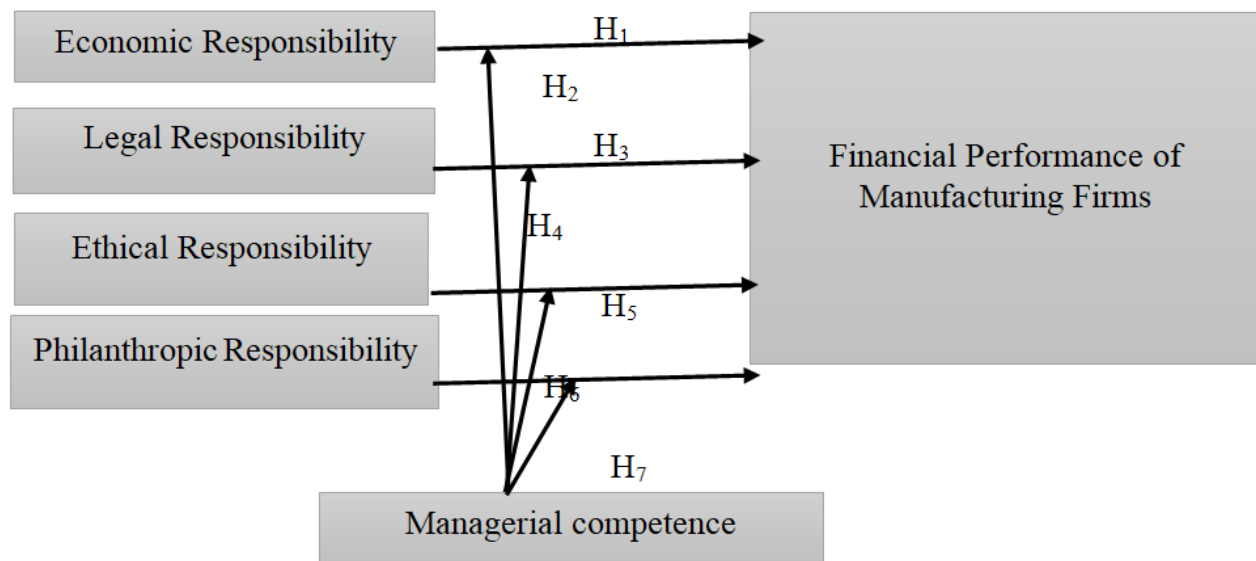 Economic Responsibility
H₁
H₂
Legal Responsibility
H₃
Financial Performance of
Manufacturing Firms
Ethical Responsibility
H₄
H₅
Philanthropic Responsibility
H₆
H₇
Managerial competence